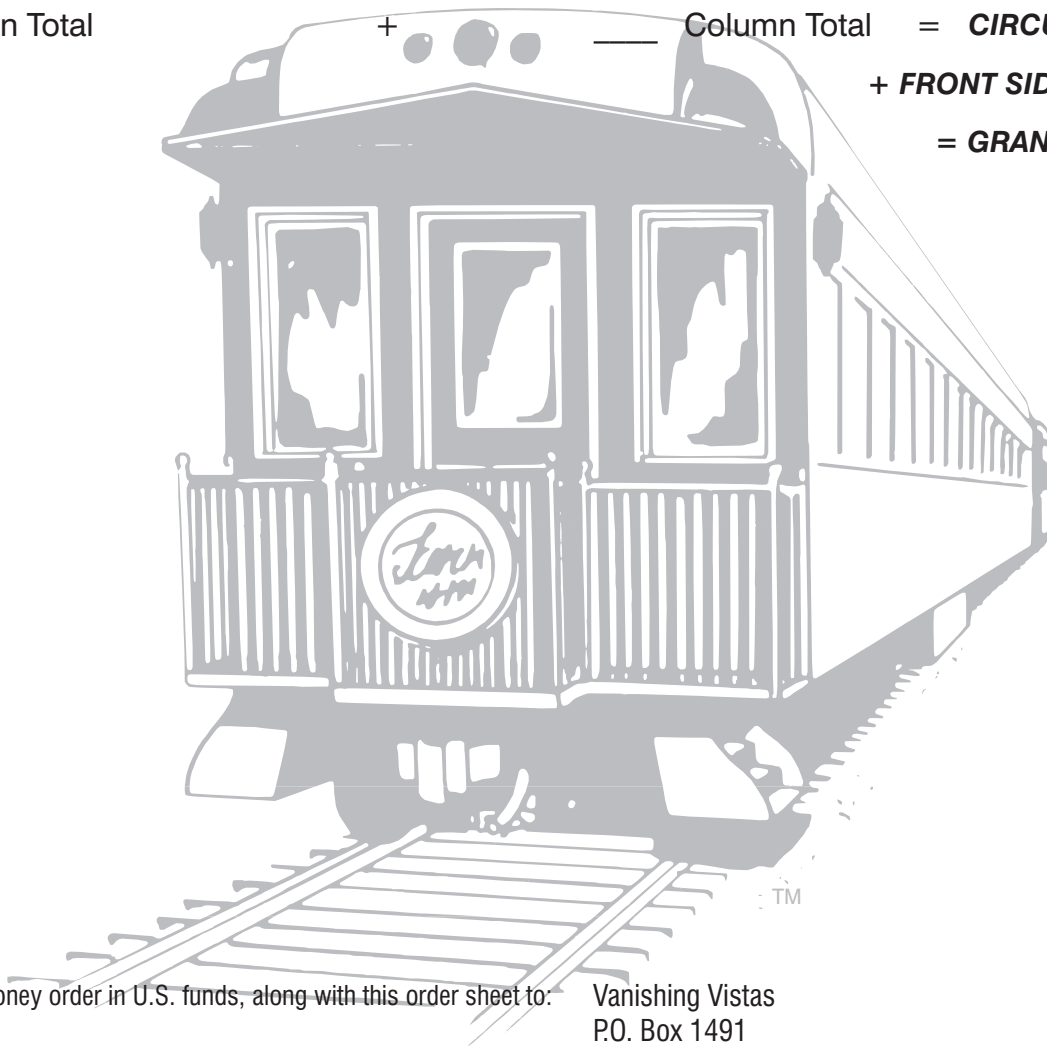 n Total + ____ Column Total = CIRCU
+ FRONT SID
= GRAN
TM
oney order in U.S. funds, along with this order sheet to: Vanishing Vistas
P.O. Box 1491